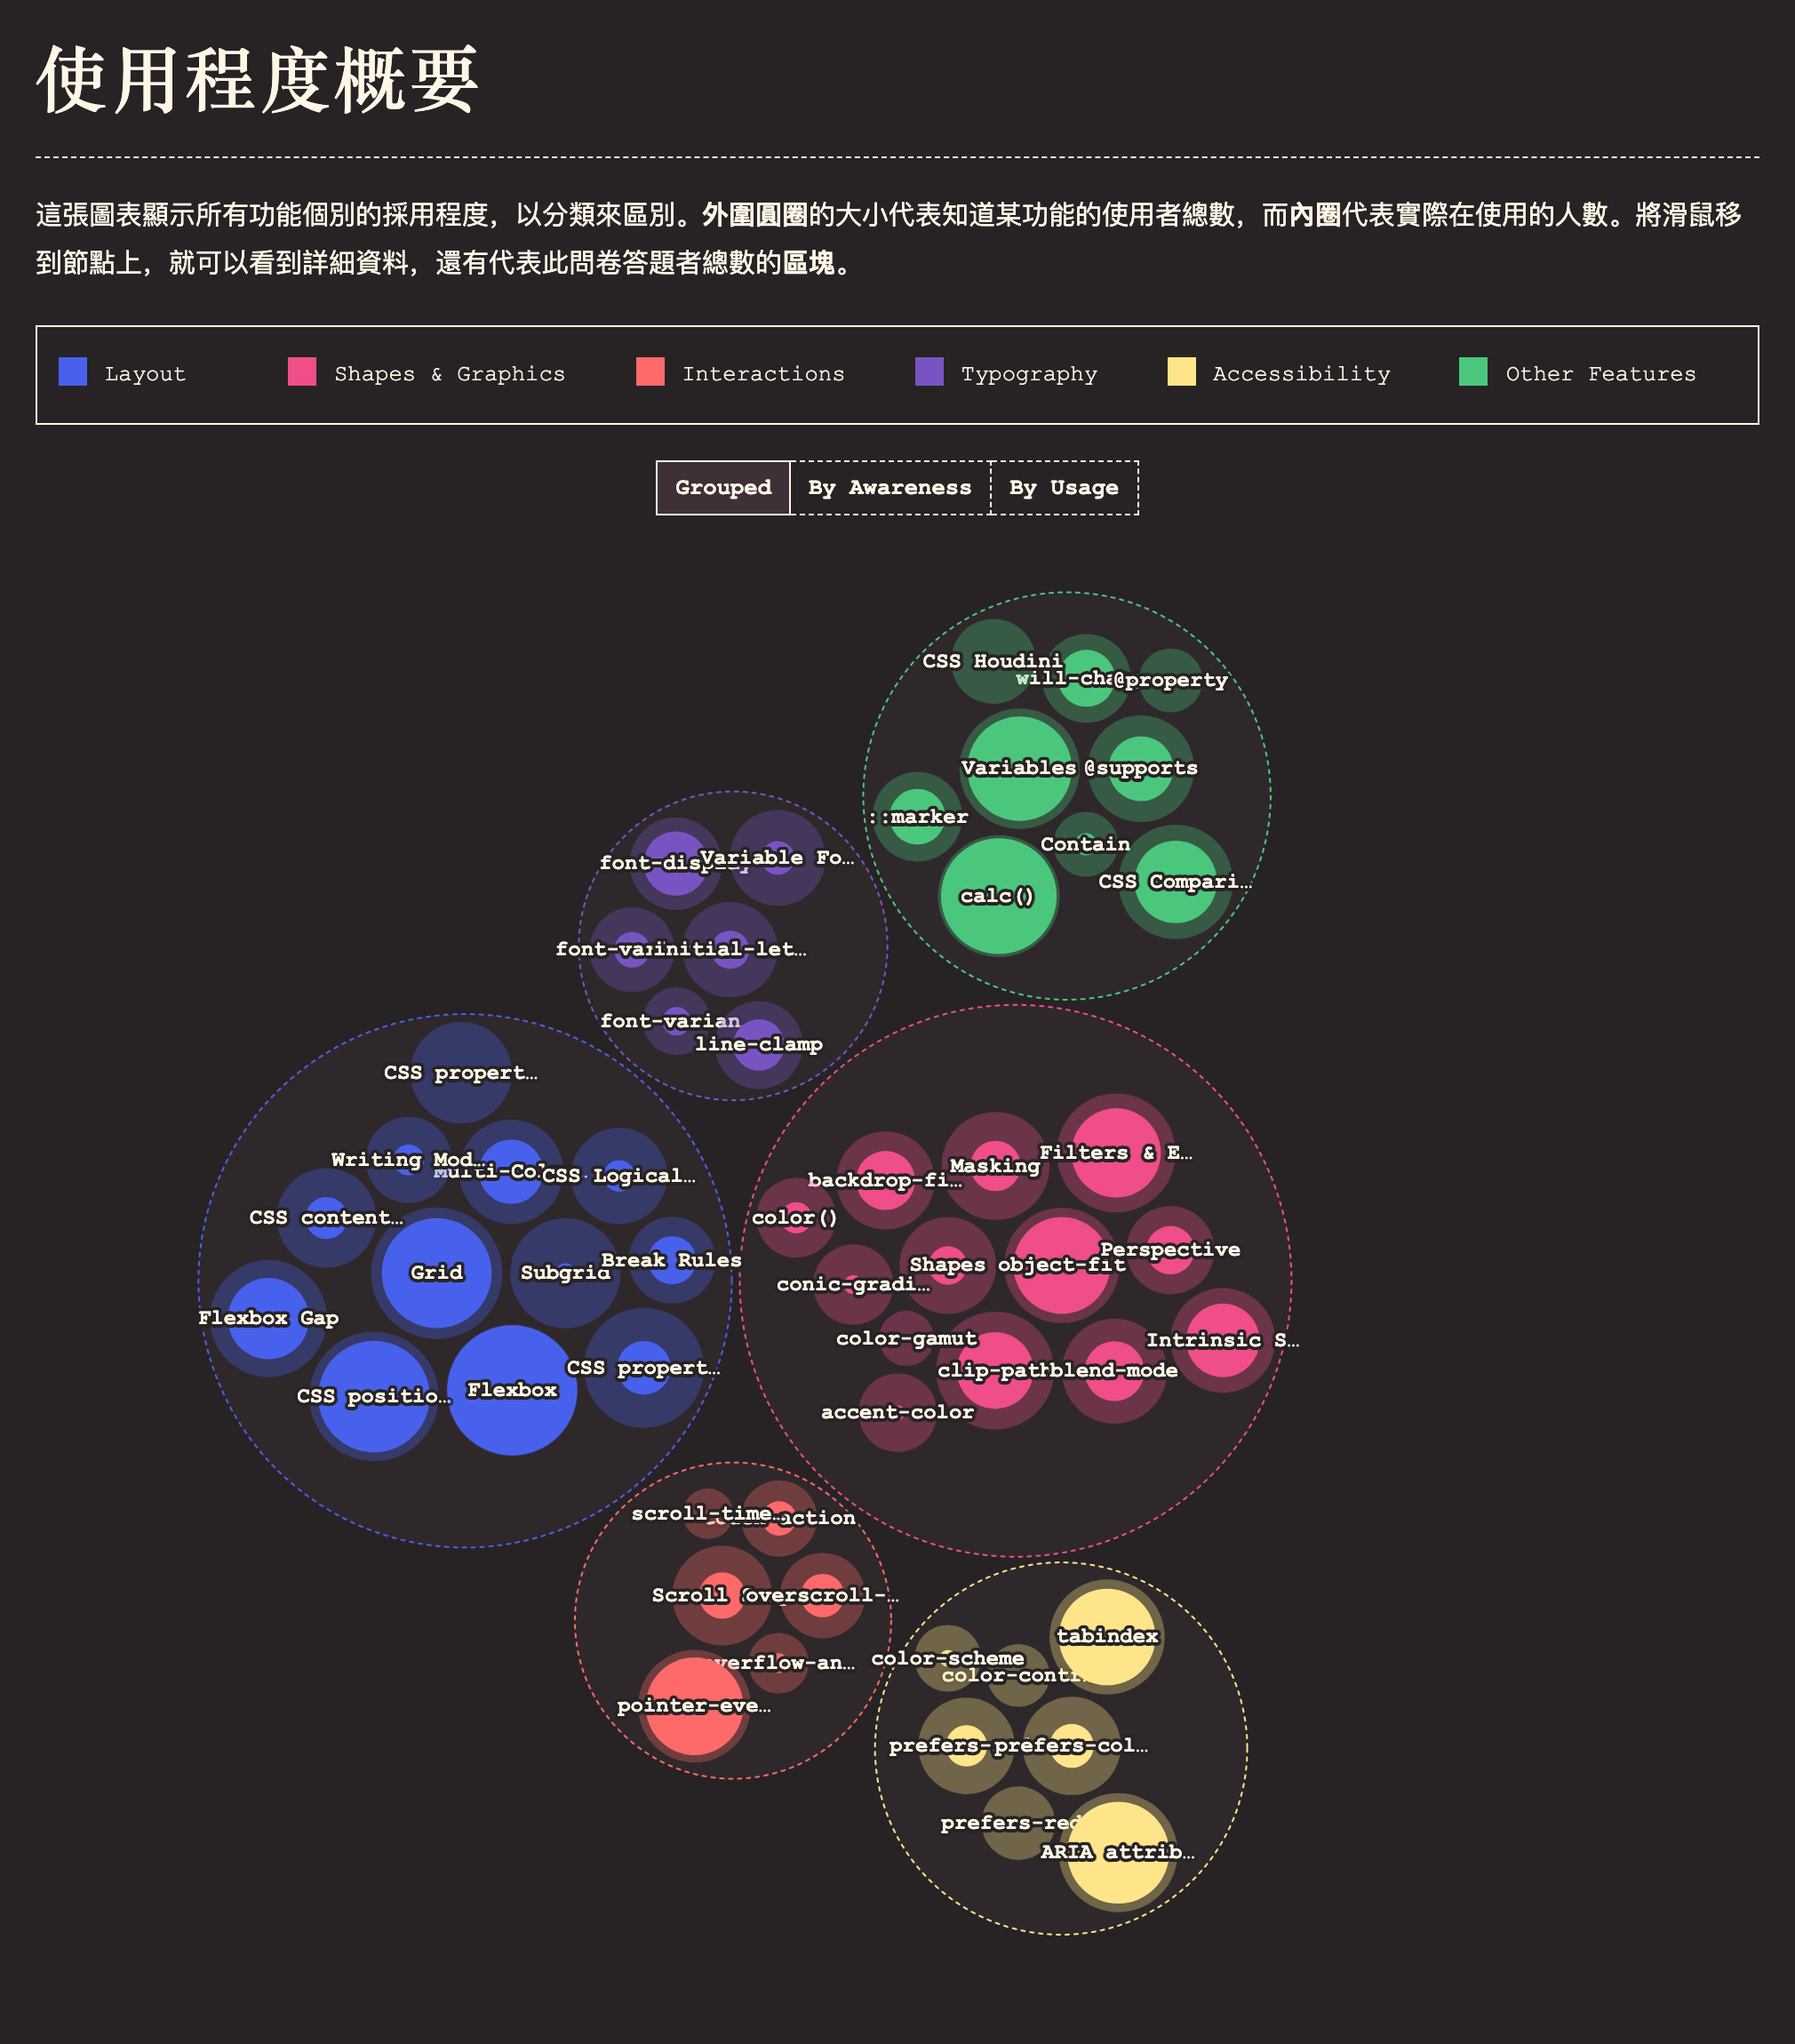 使用程度概要
這張圖表顯示所有功能個別的採用程度，以分類來區別。外圍圓圈的大小代表知道某功能的使用者總數，而內圈代表實際在使用的人數。將滑鼠移
到節點上，就可以看到詳細資料，還有代表此問卷答題者總數的區塊。
Layout
Shapes & Graphics
Interactions
Typography
Accessibility
Other Features
Grouped
By Awareness
By Usage
CSS Houdini
will-cha
@property
Variables
@supports
::marker
Contain
CSS Compari…
calc()
font-disp
Variable Fo…
font-var
initial-let…
font-varian
line-clamp
CSS propert…
Writing Mod…
Multi-Col
CSS Logical…
CSS content…
Grid
Subgrid
Break Rules
Flexbox Gap
CSS positio…
Flexbox
CSS propert…
Filters & E…
Masking
backdrop-fi…
color()
Shapes
object-fit
Perspective
conic-gradi…
color-gamut
clip-path
blend-mode
Intrinsic S…
accent-color
scroll-time…
action
Scroll
overscroll-…
verflow-an…
pointer-eve…
tabindex
color-scheme
color-contr
prefers-
prefers-col…
prefers-red
ARIA attrib…